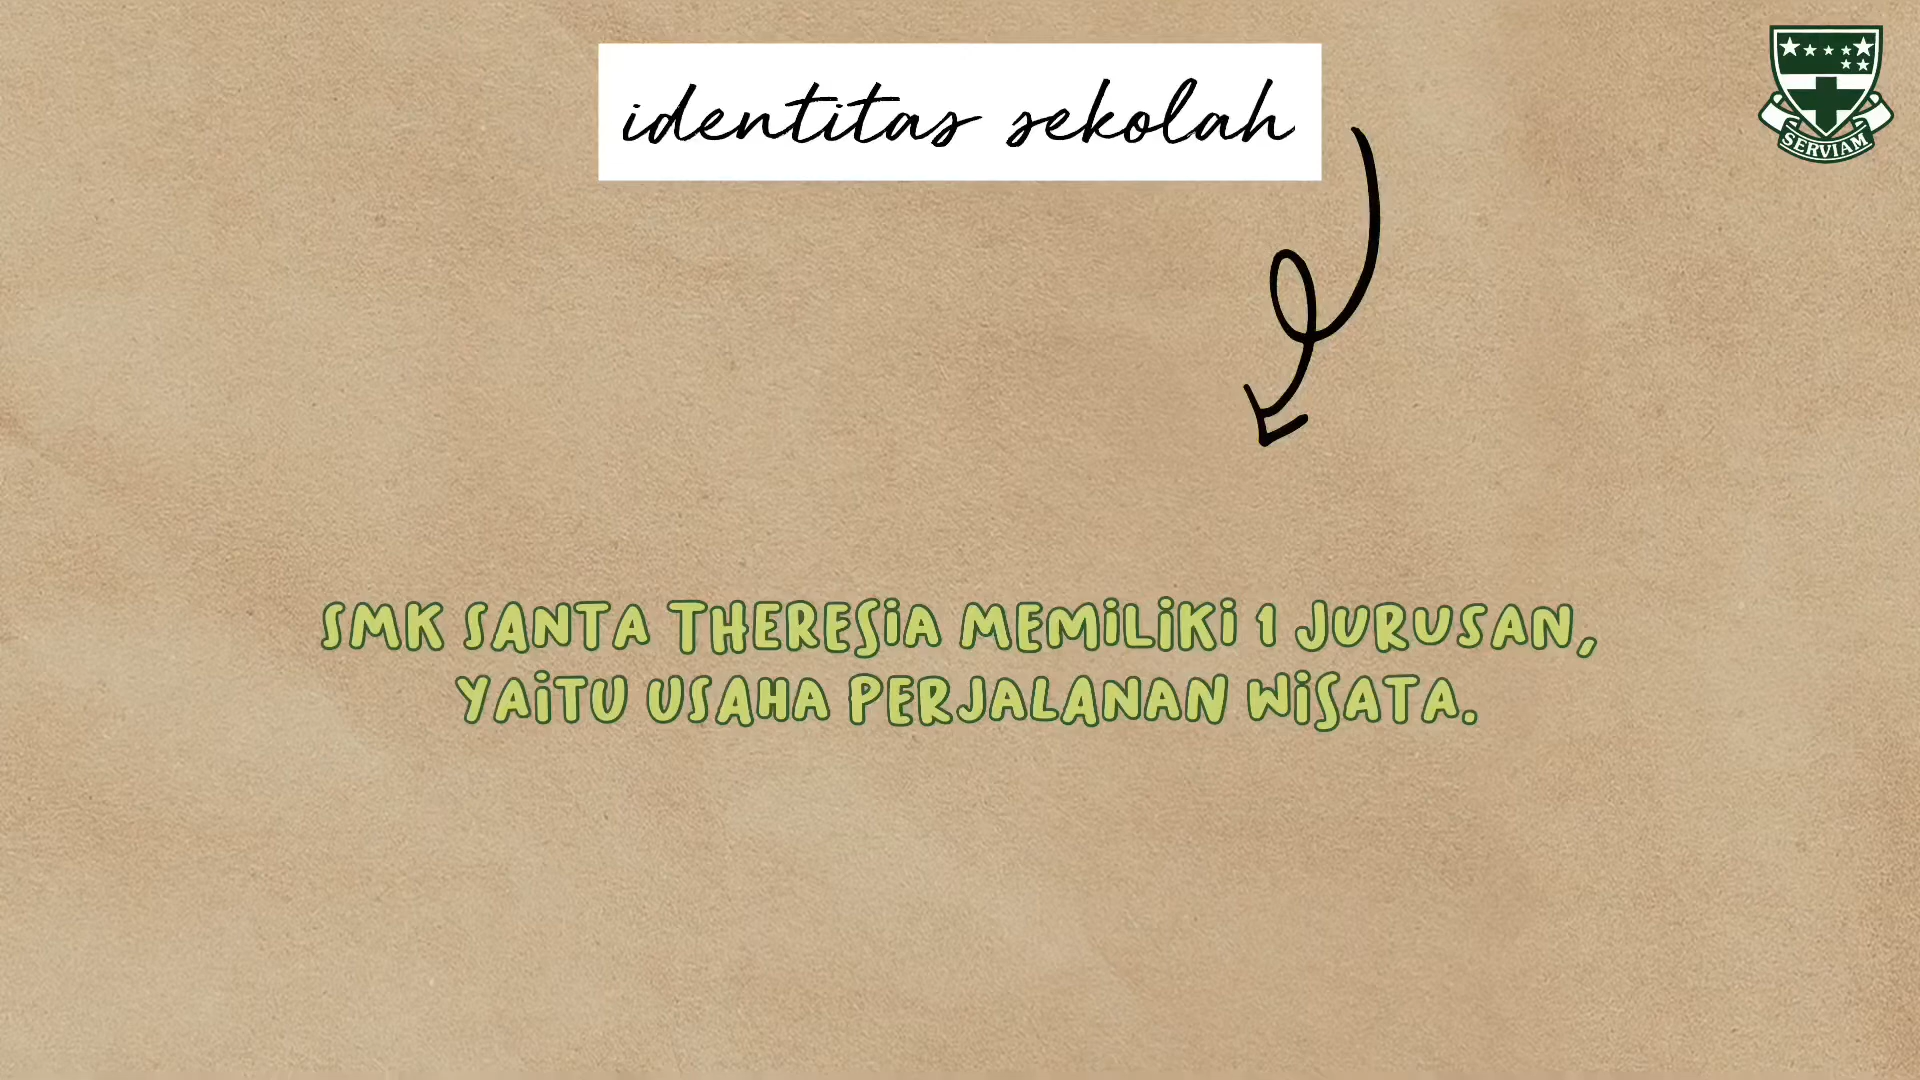 identitas sekolah
SERVIAM
SMK SANTA THERESiA MEMiLiKi 1 JURUSAN,
YAiTU USAHA PERJALANAN WiSATA.